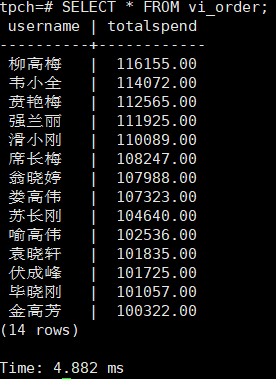 tpch=# SELECT * FROM vi_order;
 username | totalspend
----------+------------
 柳高梅   |  116155.00
 韦小全   |  114072.00
 贲艳梅   |  112565.00
 强兰丽   |  111925.00
 滑小刚   |  110089.00
 席长梅   |  108247.00
 翁晓婷   |  107988.00
 娄高伟   |  107323.00
 苏长刚   |  104640.00
 喻高伟   |  102536.00
 袁晓轩   |  101835.00
 伏成峰   |  101725.00
 毕晓刚   |  101057.00
 金高芳   |  100322.00
(14 rows)
Time: 4.882 ms